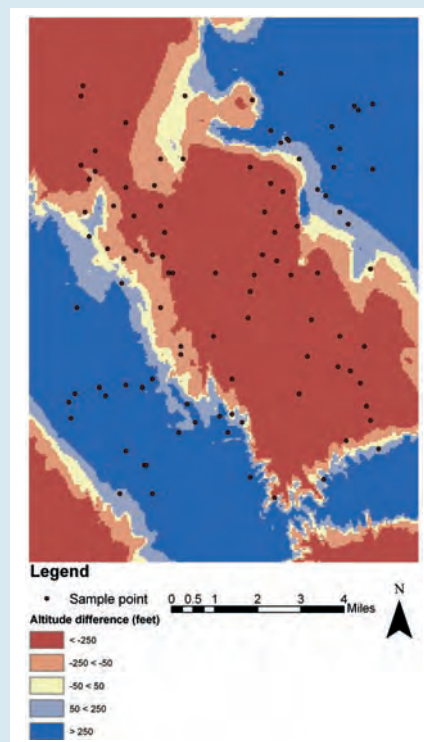 Legend
Sample point
0 0.5 1 2 3 4
Miles
N
Altitude difference (feet)
< -250
-250 < -50
-50 < 50
50 < 250
> 250